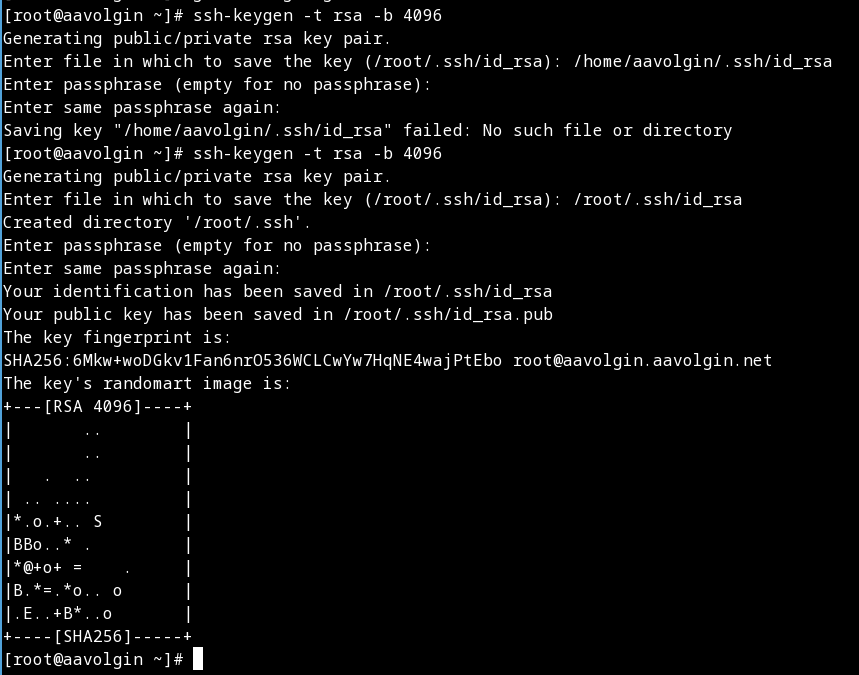 [root@aavolgin ~]# ssh-keygen -t rsa -b 4096
Generating public/private rsa key pair.
Enter file in which to save the key (/root/.ssh/id_rsa): /home/aavolgin/.ssh/id_rsa
Enter passphrase (empty for no passphrase):
Enter same passphrase again:
Saving key "/home/aavolgin/.ssh/id_rsa" failed: No such file or directory
[root@aavolgin ~]# ssh-keygen -t rsa -b 4096
Generating public/private rsa key pair.
Enter file in which to save the key (/root/.ssh/id_rsa): /root/.ssh/id_rsa
Created directory '/root/.ssh'.
Enter passphrase (empty for no passphrase):
Enter same passphrase again:
Your identification has been saved in /root/.ssh/id_rsa
Your public key has been saved in /root/.ssh/id_rsa.pub
The key fingerprint is:
SHA256:6Mkw+woDGkv1Fan6nrO536WCLCwYw7HqNE4wajPtEbo root@aavolgin.aavolgin.net
The key's randomart image is:
+---[RSA 4096]----+
|       ..        |
|       ..        |
|   .  ..         |
| .. ....         |
|*.o.+.. S        |
|BBo..* .         |
|*@+o+ =    .     |
|B.*=.*o.. o      |
|.E..+B*..o       |
+----[SHA256]-----+
[root@aavolgin ~]#